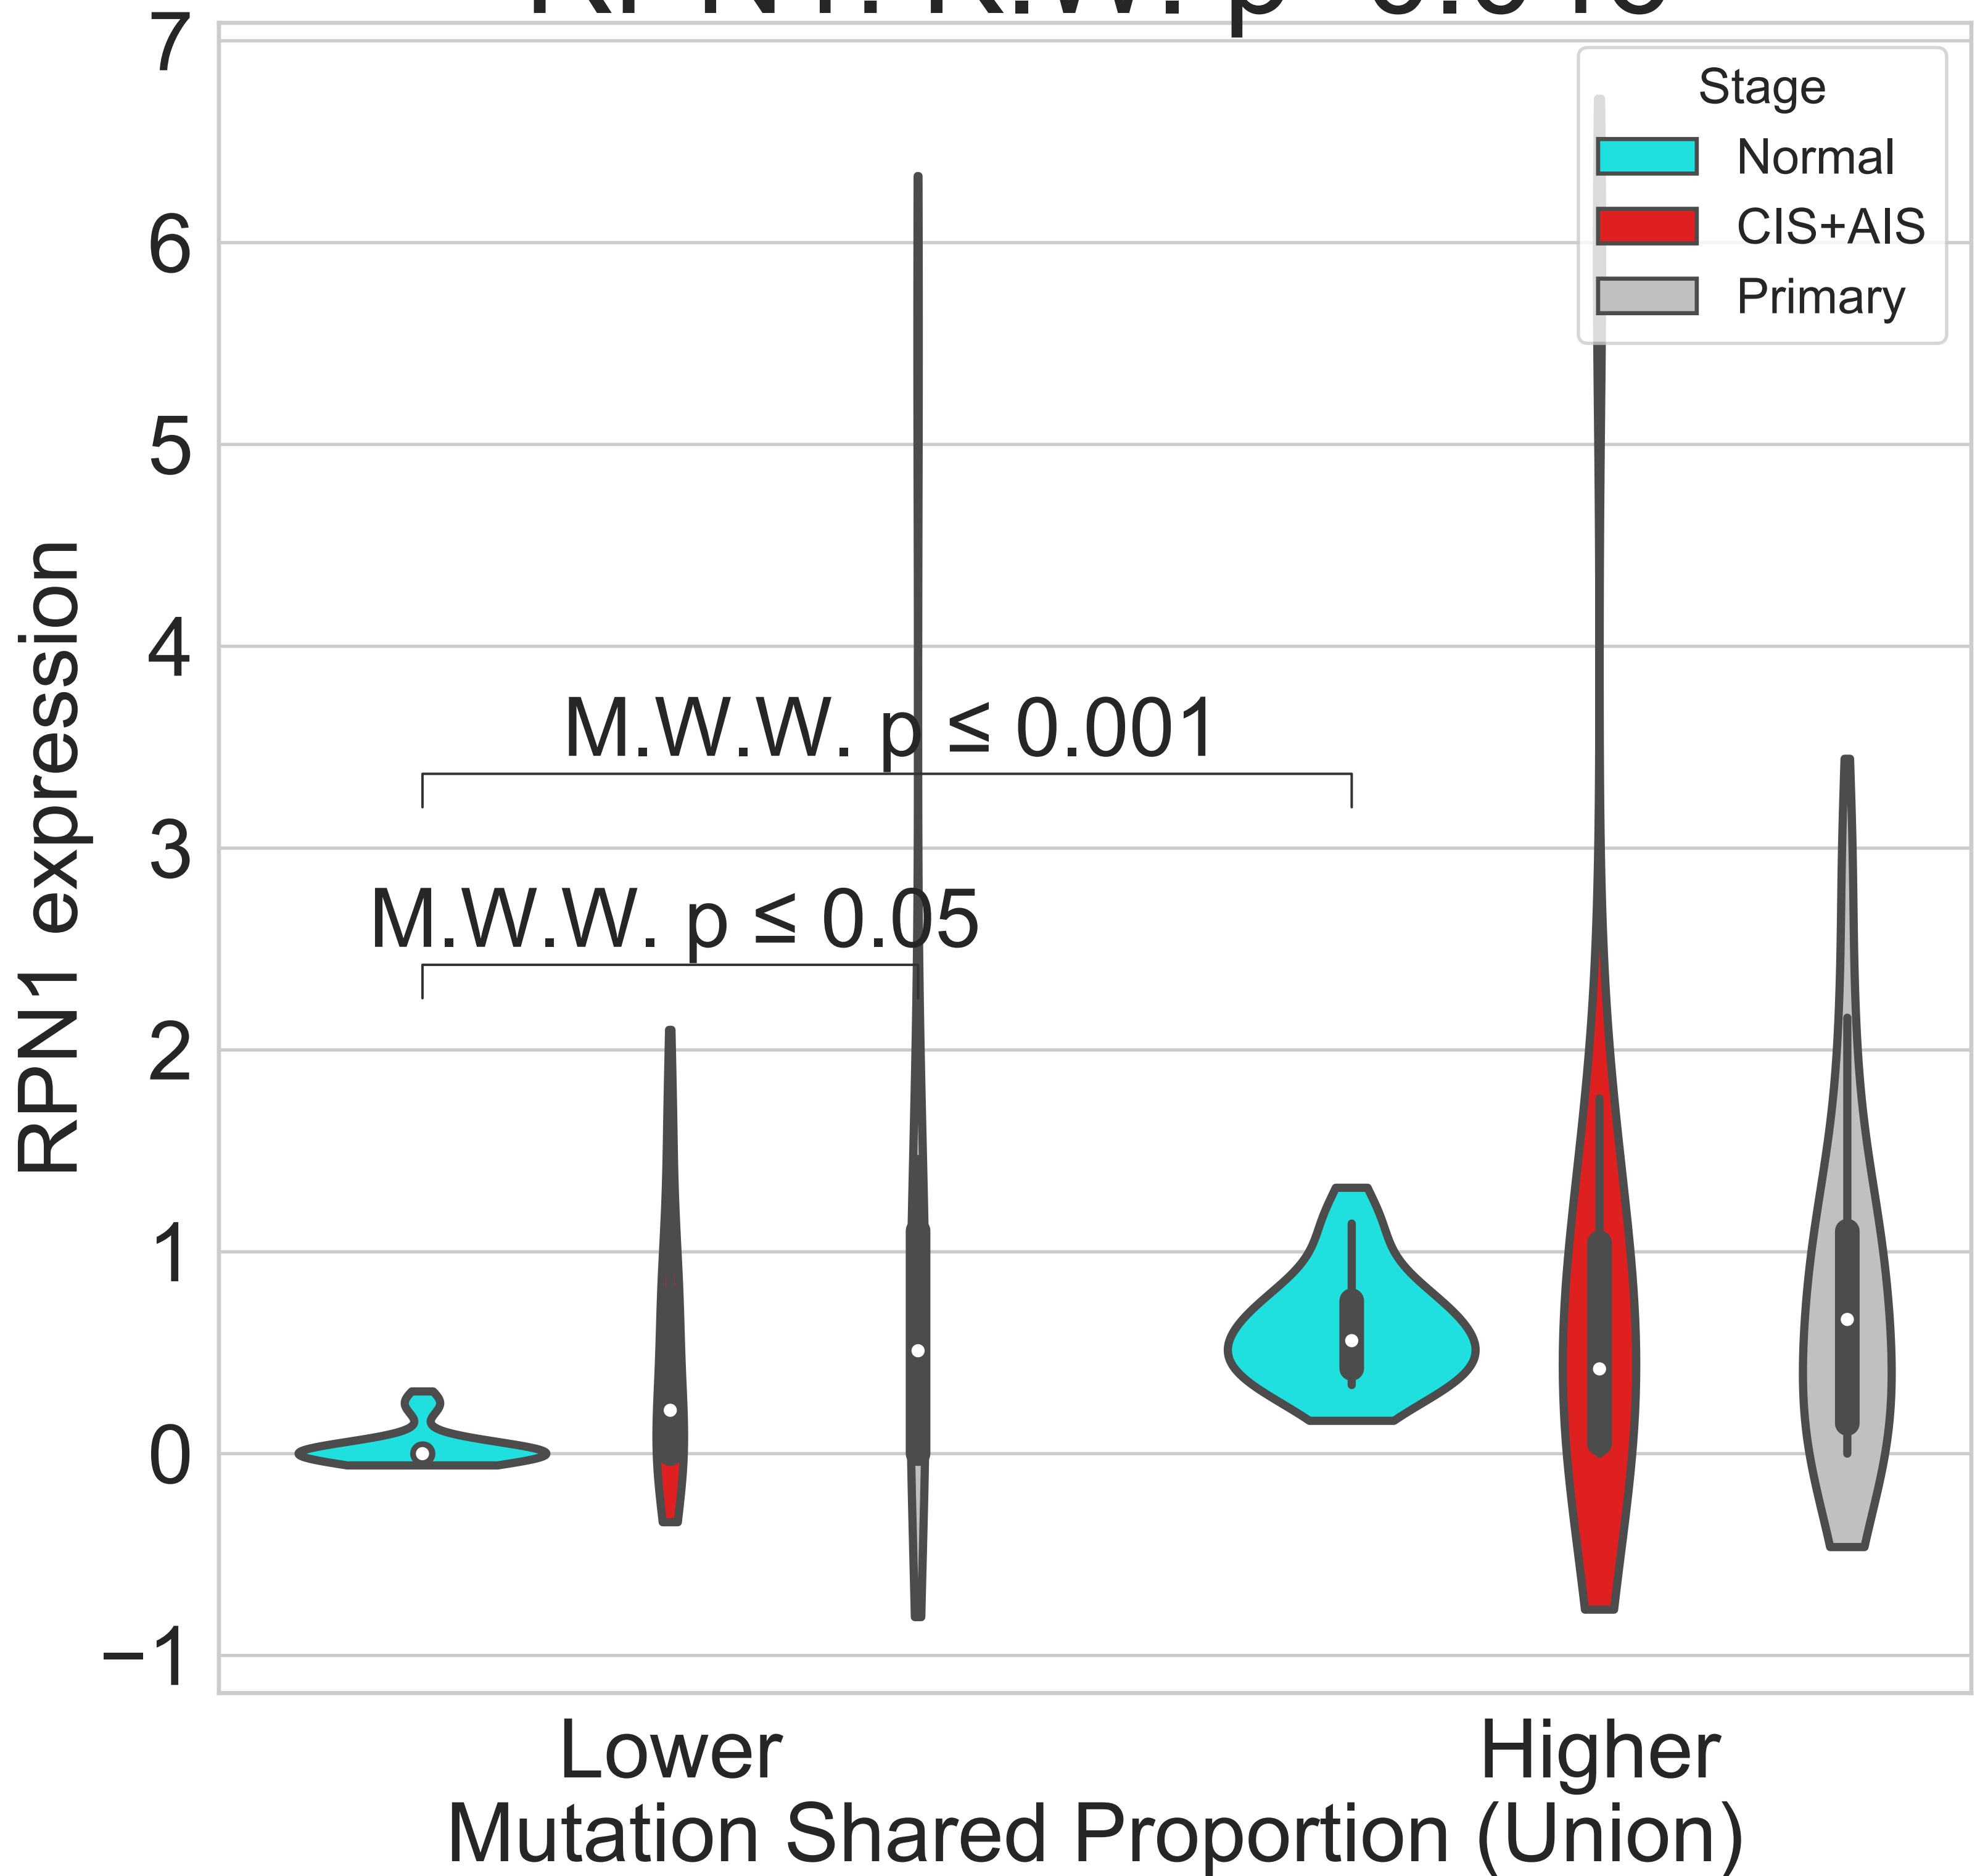 7
6
5
4
3
2
1
0
−1
RPN1 expression
Stage
Normal
CIS+AIS
Primary
M.W.W. p ≤ 0.001
M.W.W. p ≤ 0.05
Lower
Higher
Mutation Shared Proportion (Union)